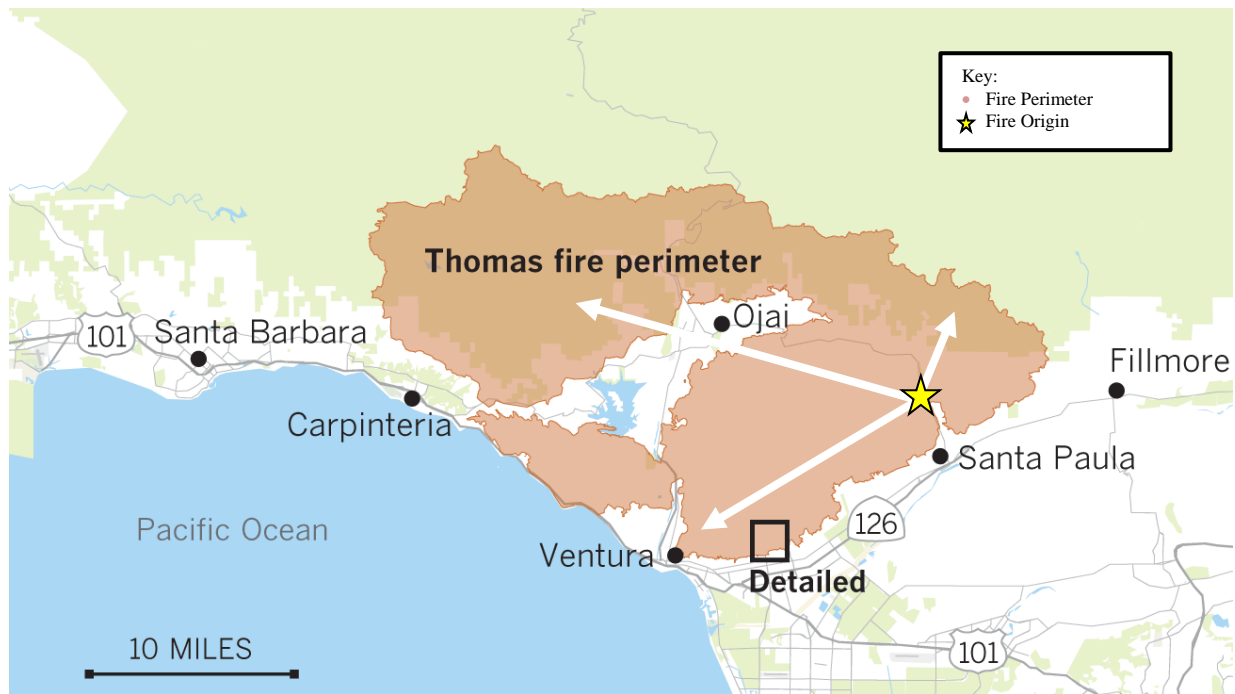 Key:
Fire Perimeter
Fire Origin
Thomas fire perimeter
Ojai
101
Santa Barbara
Fillmore
Carpinteria
Santa Paula
Pacific Ocean
126
Ventura
Detailed
10 MILES
101